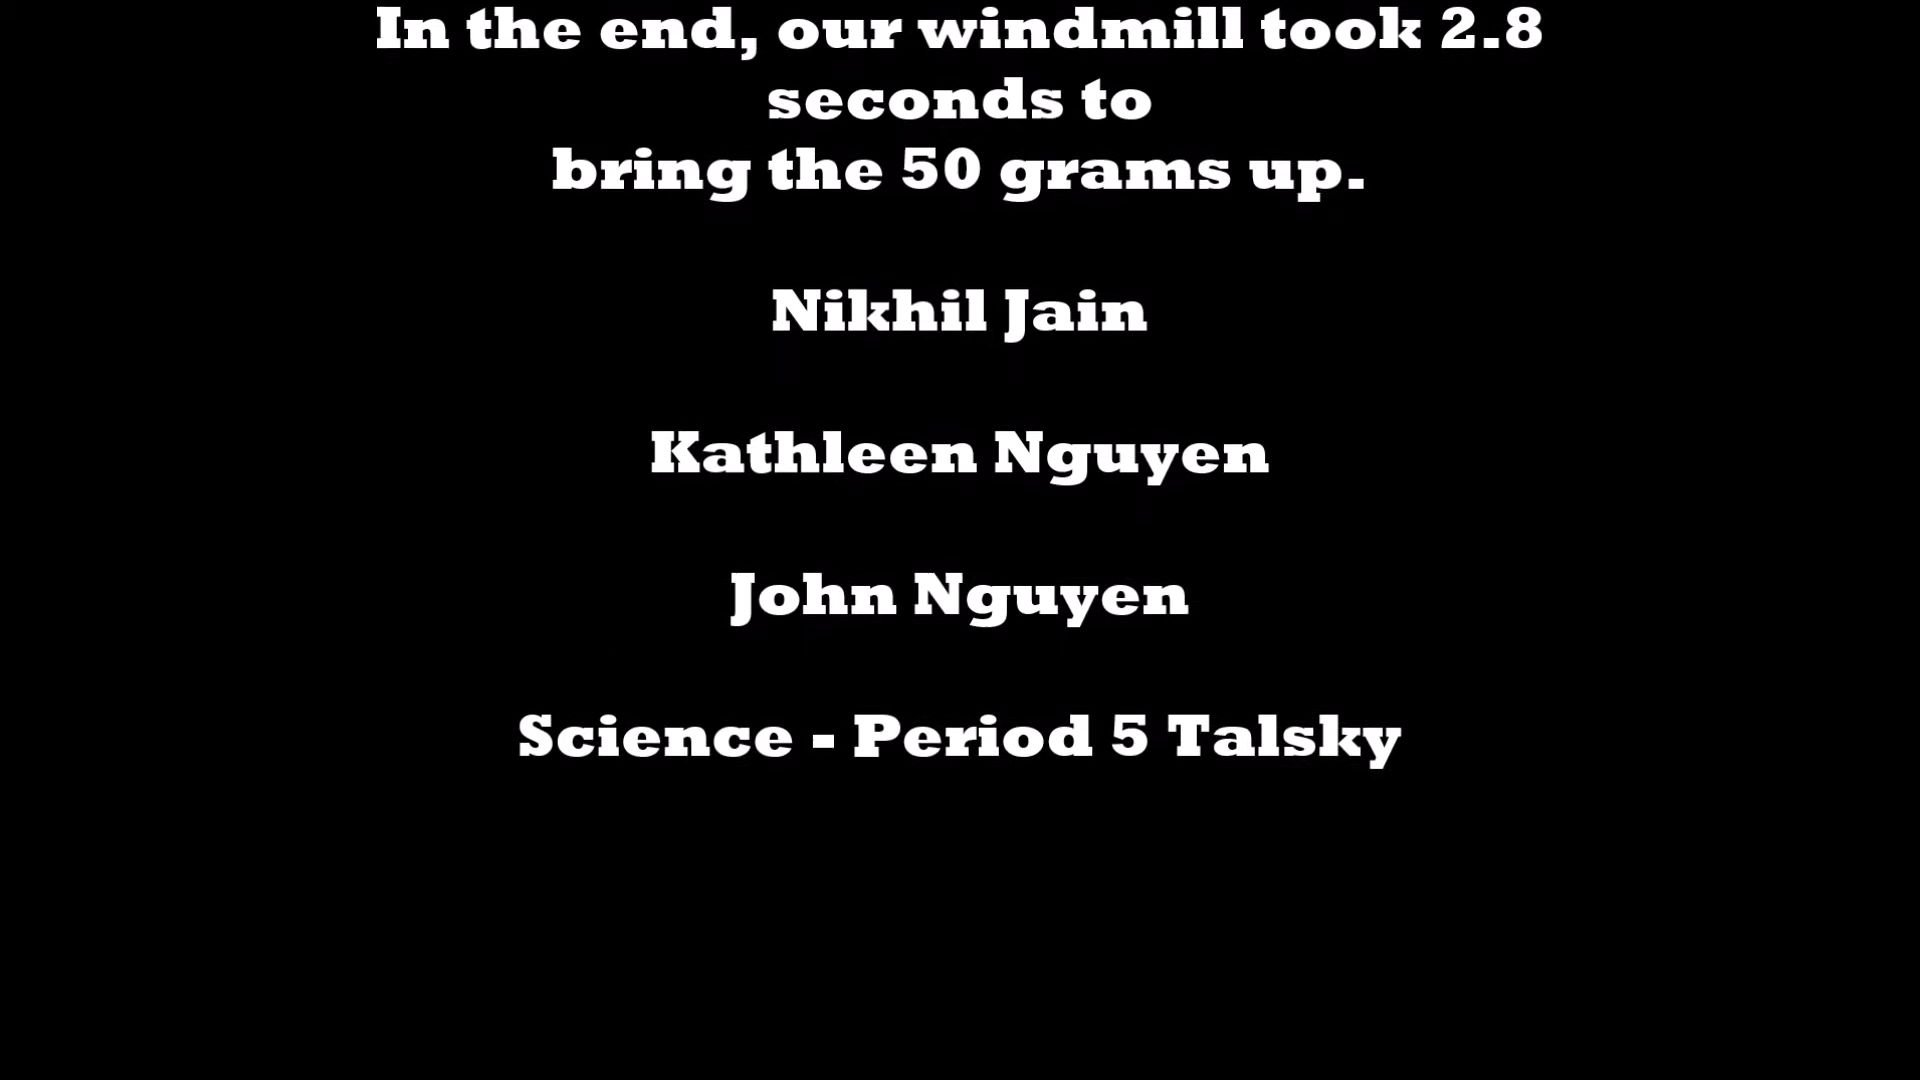 In the end, our windmill took 2.8
seconds to
bring the 50 grams up.
Nikhil Jain
Kathleen Nguyen
John Nguyen
Science - Period 5 Talsky